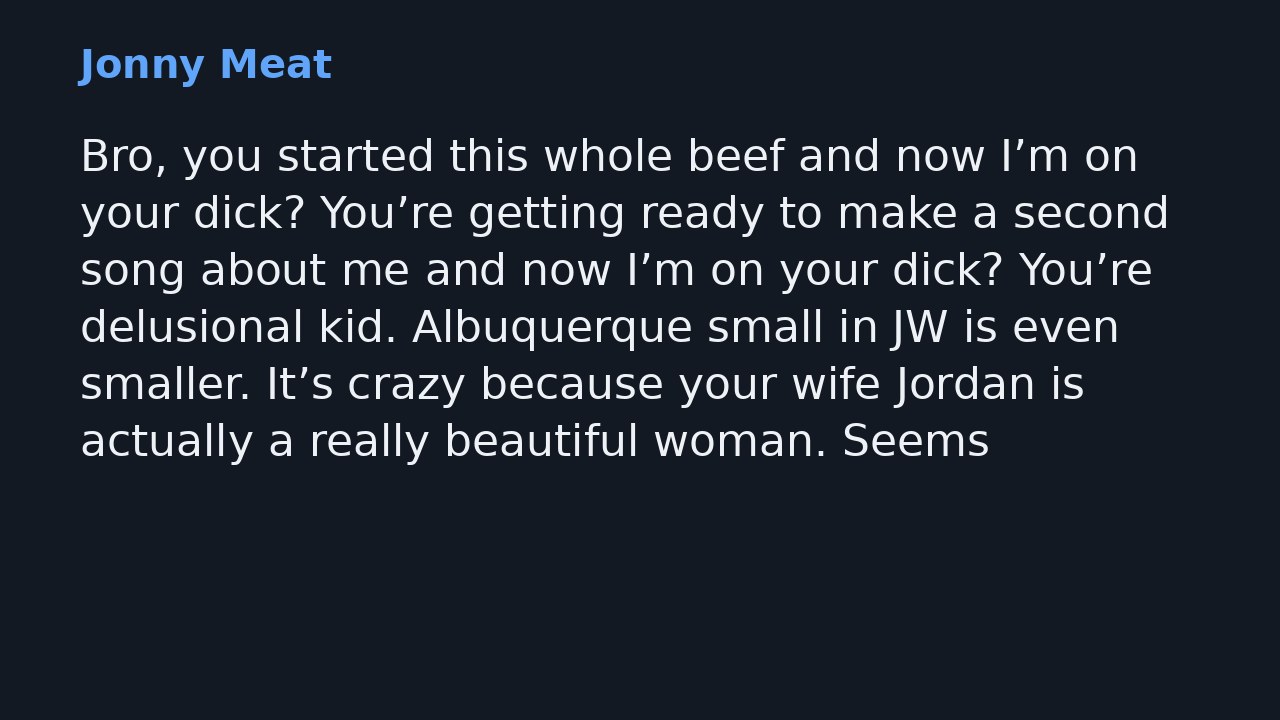 Jonny Meat
Bro, you started this whole beef and now I’m on
your dick? You’re getting ready to make a second
song about me and now I’m on your dick? You’re
delusional kid. Albuquerque small in JW is even
smaller. It’s crazy because your wife Jordan is
actually a really beautiful woman. Seems